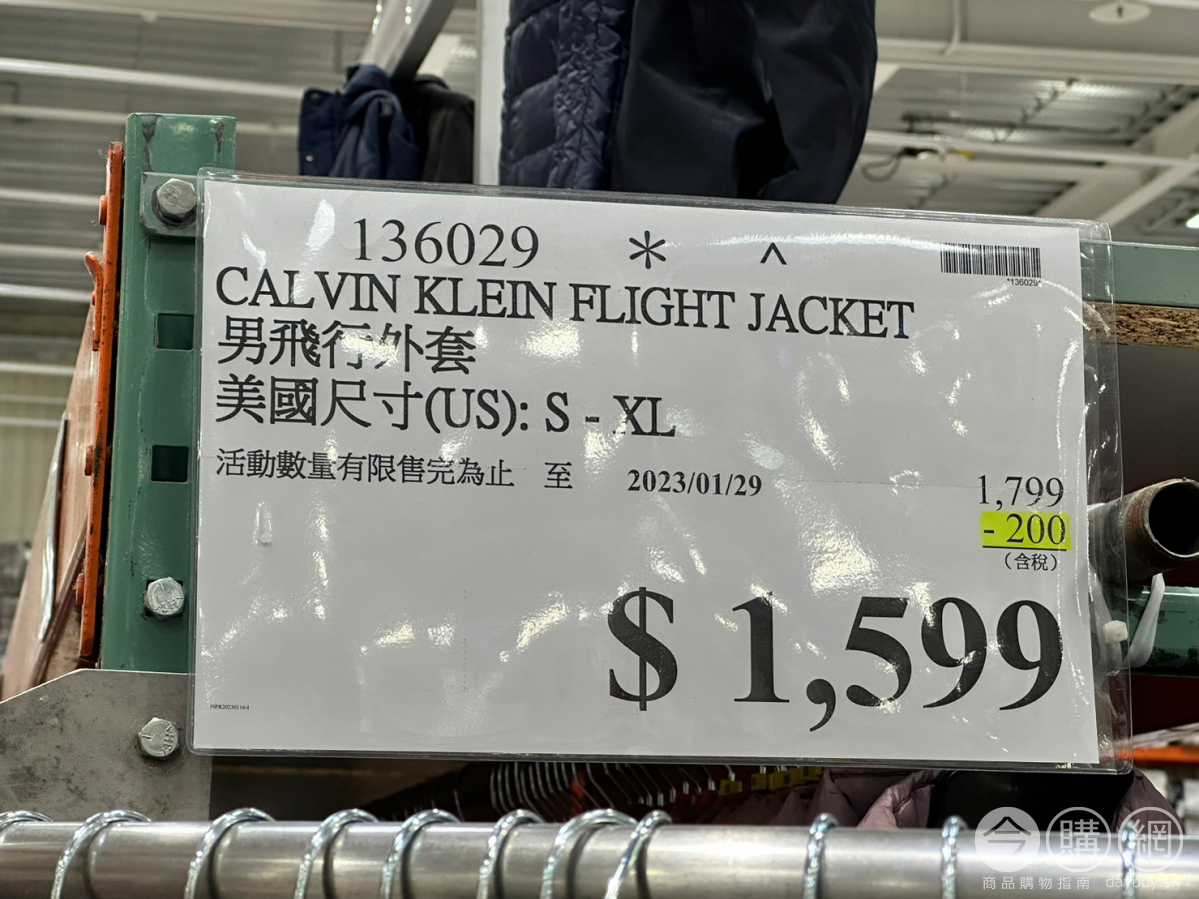 136029 * ^
*136029*
CALVIN KLEIN FLIGHT JACKET
男飛行外套
美國尺寸(US): S - XL
活動數量有限售完為止 至 2023/01/29
1,799
- 200
(含稅)
$ 1,599
今購網
商品購物指南